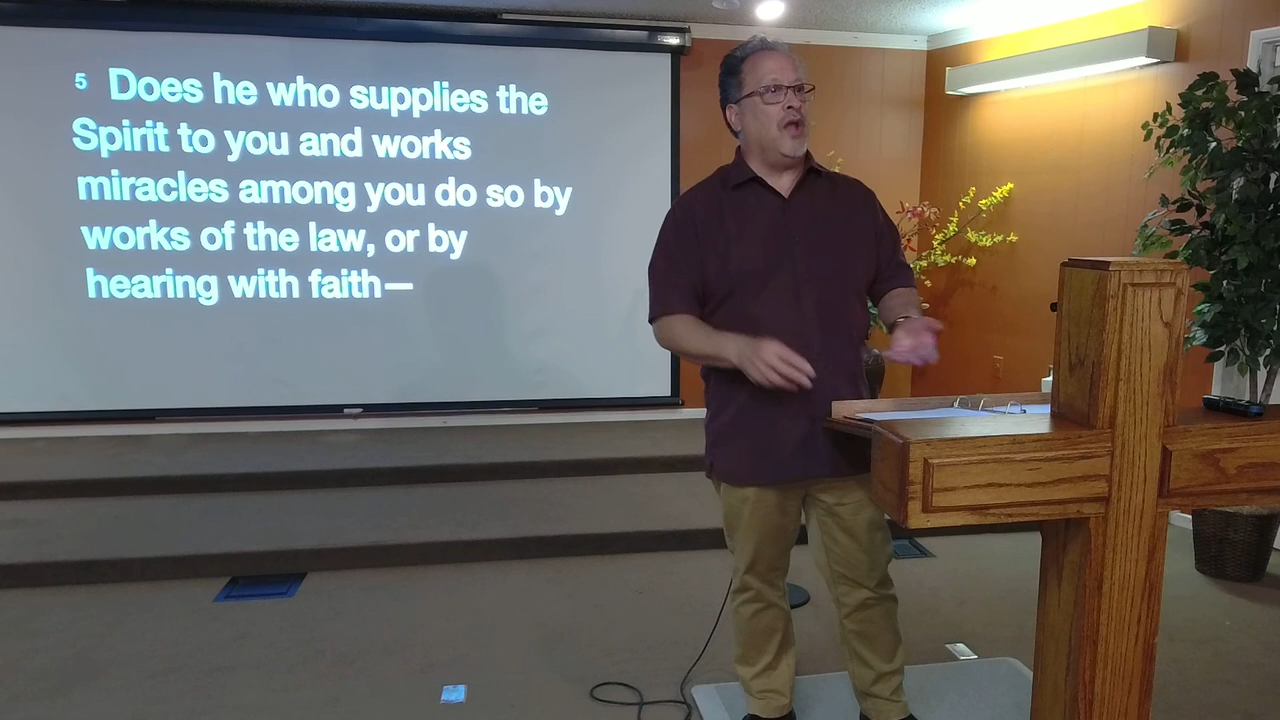 5 Does he who supplies the
Spirit to you and works
miracles among you do so by
works of the law, or by
hearing with faith—